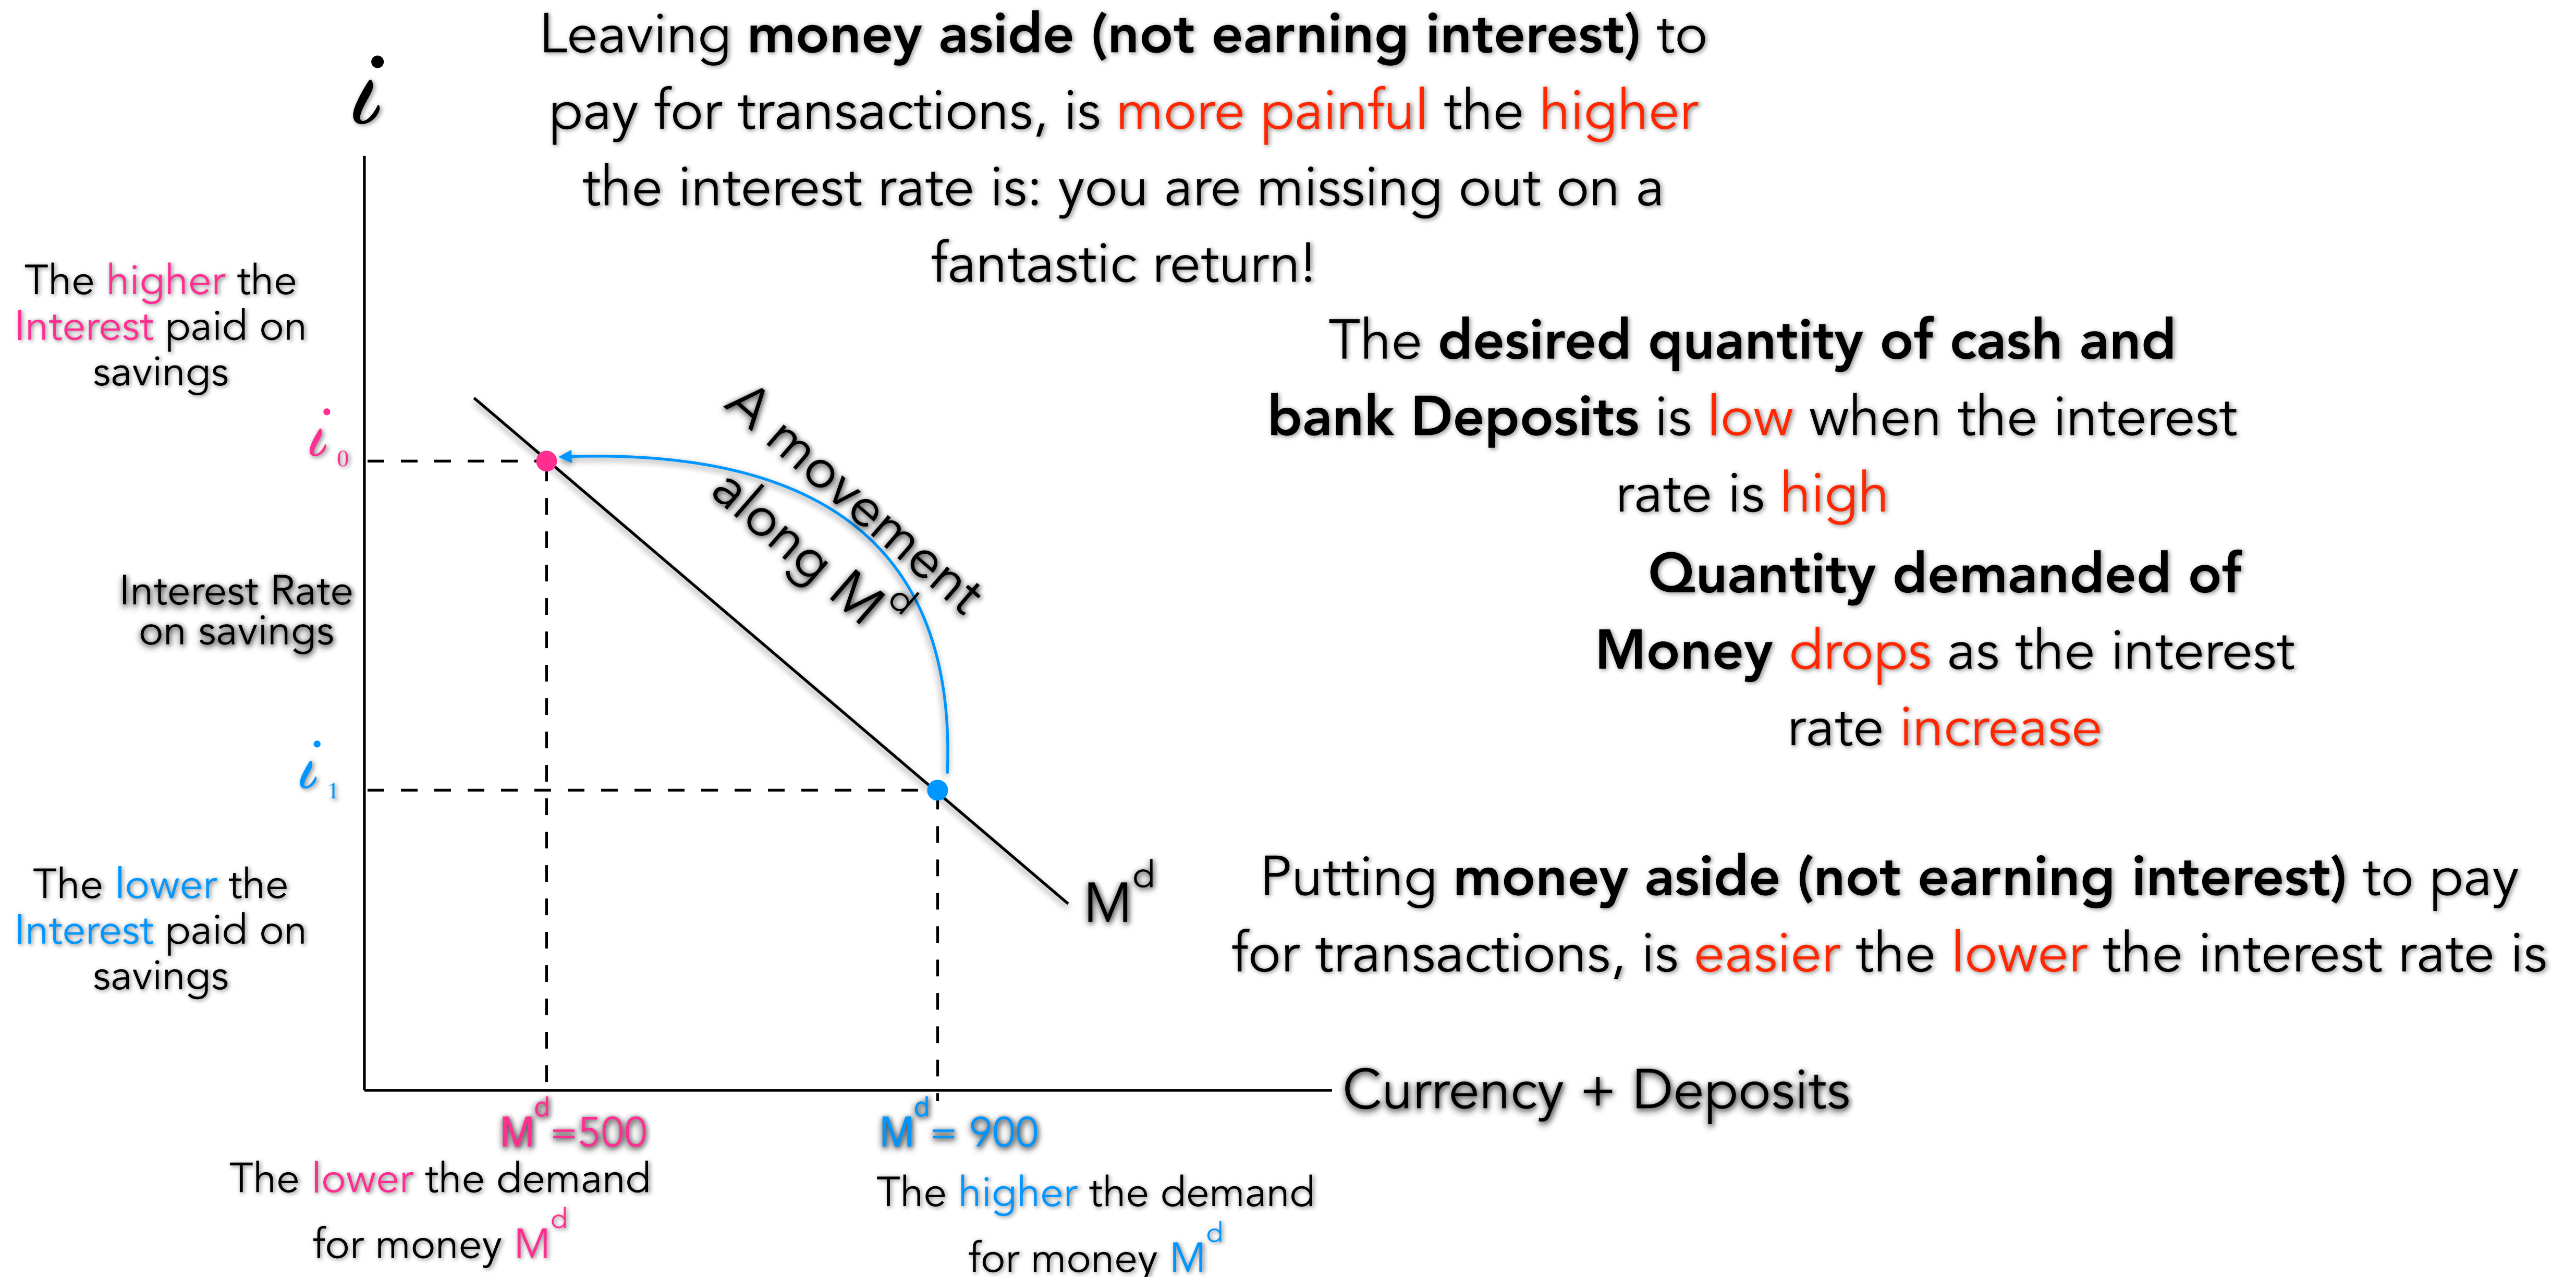 Leaving money aside (not earning interest) to
pay for transactions, is more painful the higher
the interest rate is: you are missing out on a
fantastic return!
i
The higher the
Interest paid on
savings
i 0
Interest Rate
on savings
i 1
The lower the
Interest paid on
savings
A movement
along Mᵈ
Mᵈ
The desired quantity of cash and
bank Deposits is low when the interest
rate is high
Quantity demanded of
Money drops as the interest
rate increase
Putting money aside (not earning interest) to pay
for transactions, is easier the lower the interest rate is
Currency + Deposits
Mᵈ=500
The lower the demand
for money Mᵈ
Mᵈ= 900
The higher the demand
for money Mᵈ